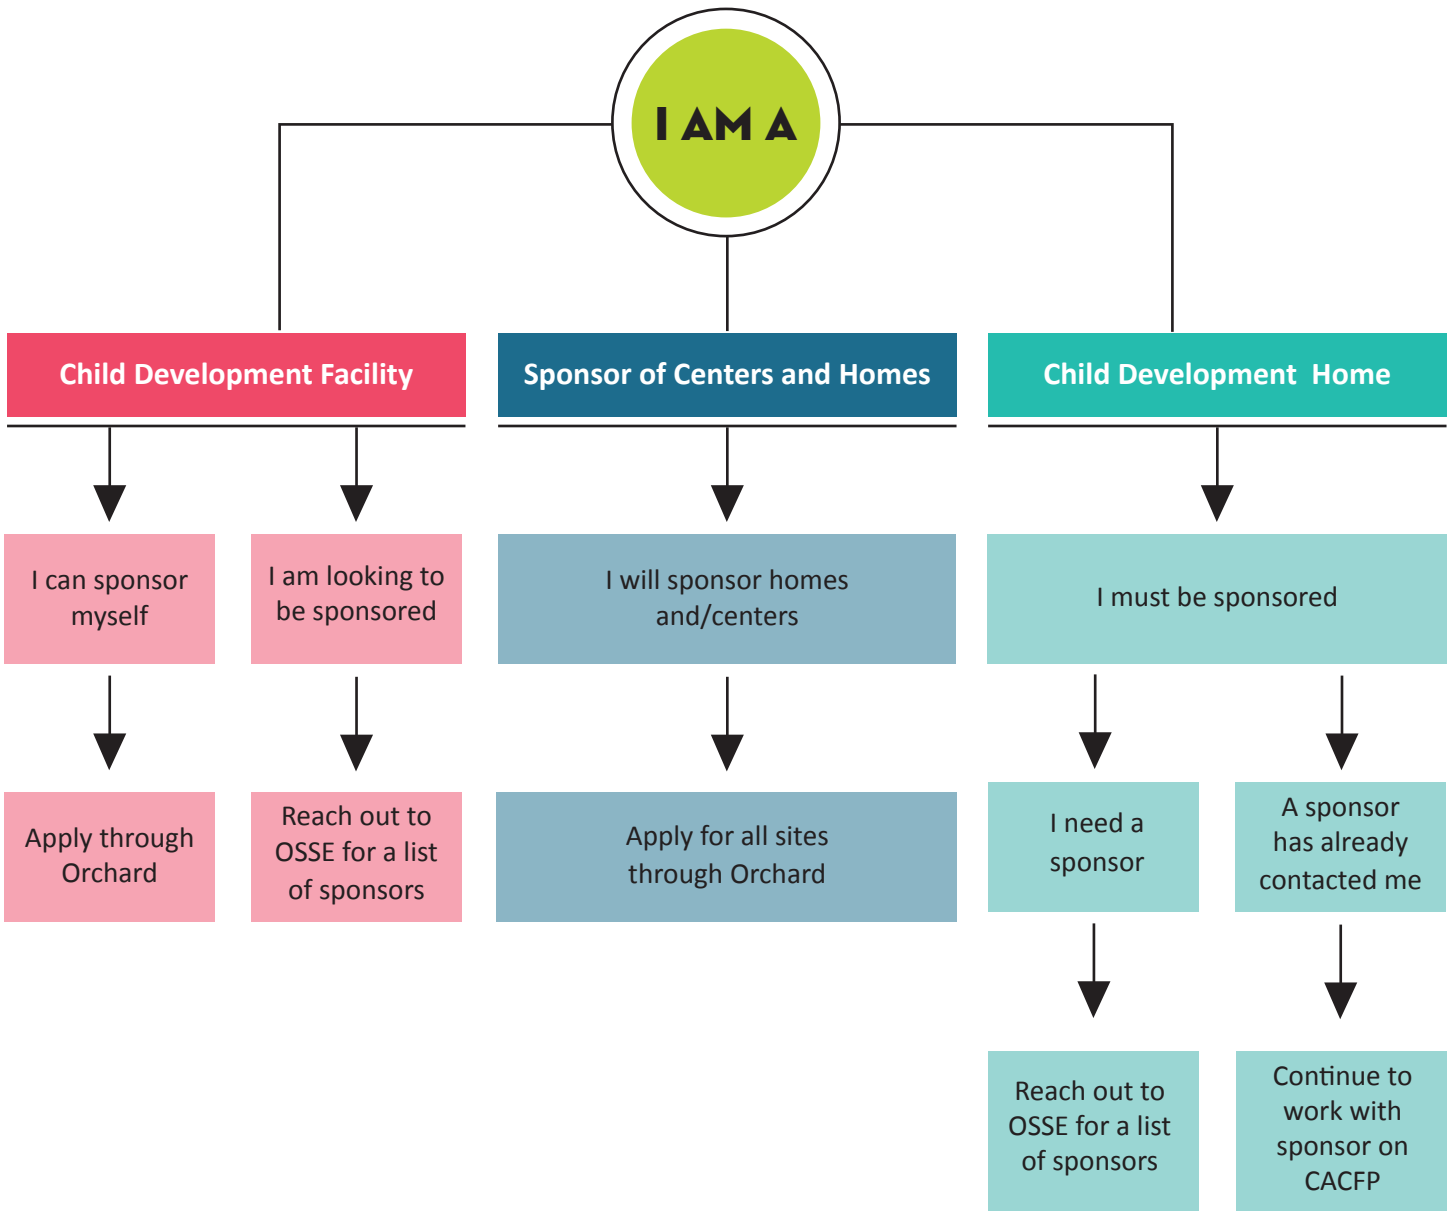 I AM A
Child Development Facility
Sponsor of Centers and Homes
Child Development  Home
I can sponsor
myself
I am looking to
be sponsored
I will sponsor homes
and/centers
I must be sponsored
Apply through
Orchard
Reach out to
OSSE for a list
of sponsors
Apply for all sites
through Orchard
I need a
sponsor
A sponsor
has already
contacted me
Reach out to
OSSE for a list
of sponsors
Continue to
work with
sponsor on
CACFP